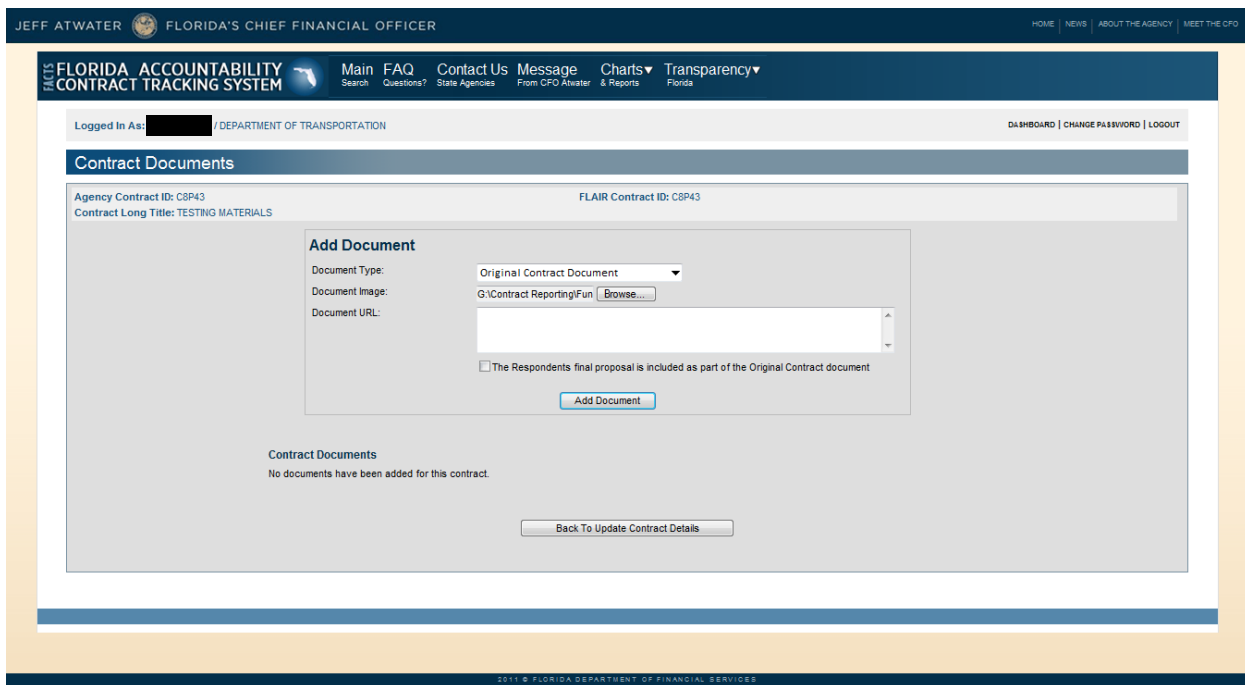 JEFF ATWATER FLORIDA'S CHIEF FINANCIAL OFFICER HOME | NEWS | ABOUT THE AGENCY | MEET THE CFO
FACTS
FLORIDA ACCOUNTABILITY
CONTRACT TRACKING SYSTEM
Main FAQ Contact Us Message Charts▾ Transparency▾
Search Questions? State Agencies From CFO Atwater & Reports Florida
Logged In As: / DEPARTMENT OF TRANSPORTATION DASHBOARD | CHANGE PASSWORD | LOGOUT
Contract Documents
Agency Contract ID: C8P43 FLAIR Contract ID: C8P43
Contract Long Title: TESTING MATERIALS
Add Document
Document Type: Original Contract Document
Document Image: G:\Contract Reporting\Fun Browse...
Document URL:
The Respondents final proposal is included as part of the Original Contract document
Add Document
Contract Documents
No documents have been added for this contract.
Back To Update Contract Details
2011 © FLORIDA DEPARTMENT OF FINANCIAL SERVICES